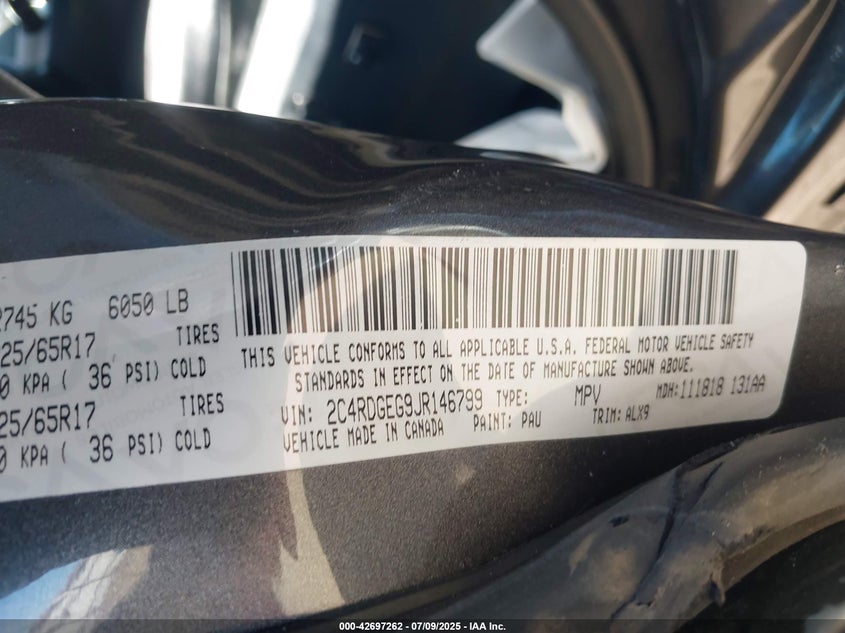 2745 KG 6050 LB
25/65R17 TIRES
0 KPA ( 36 PSI) COLD
25/65R17 TIRES
0 KPA ( 36 PSI) COLD
THIS VEHICLE CONFORMS TO ALL APPLICABLE U.S.A. FEDERAL MOTOR VEHICLE SAFETY
STANDARDS IN EFFECT ON THE DATE OF MANUFACTURE SHOWN ABOVE.
MDH:111818 131AA
VIN: 2C4RDGEG9JR146799 TYPE: MPV
VEHICLE MADE IN CANADA PAINT: PAU TRIM: ALX9
000-42697262 / 07/09/2025 - IAA Inc.